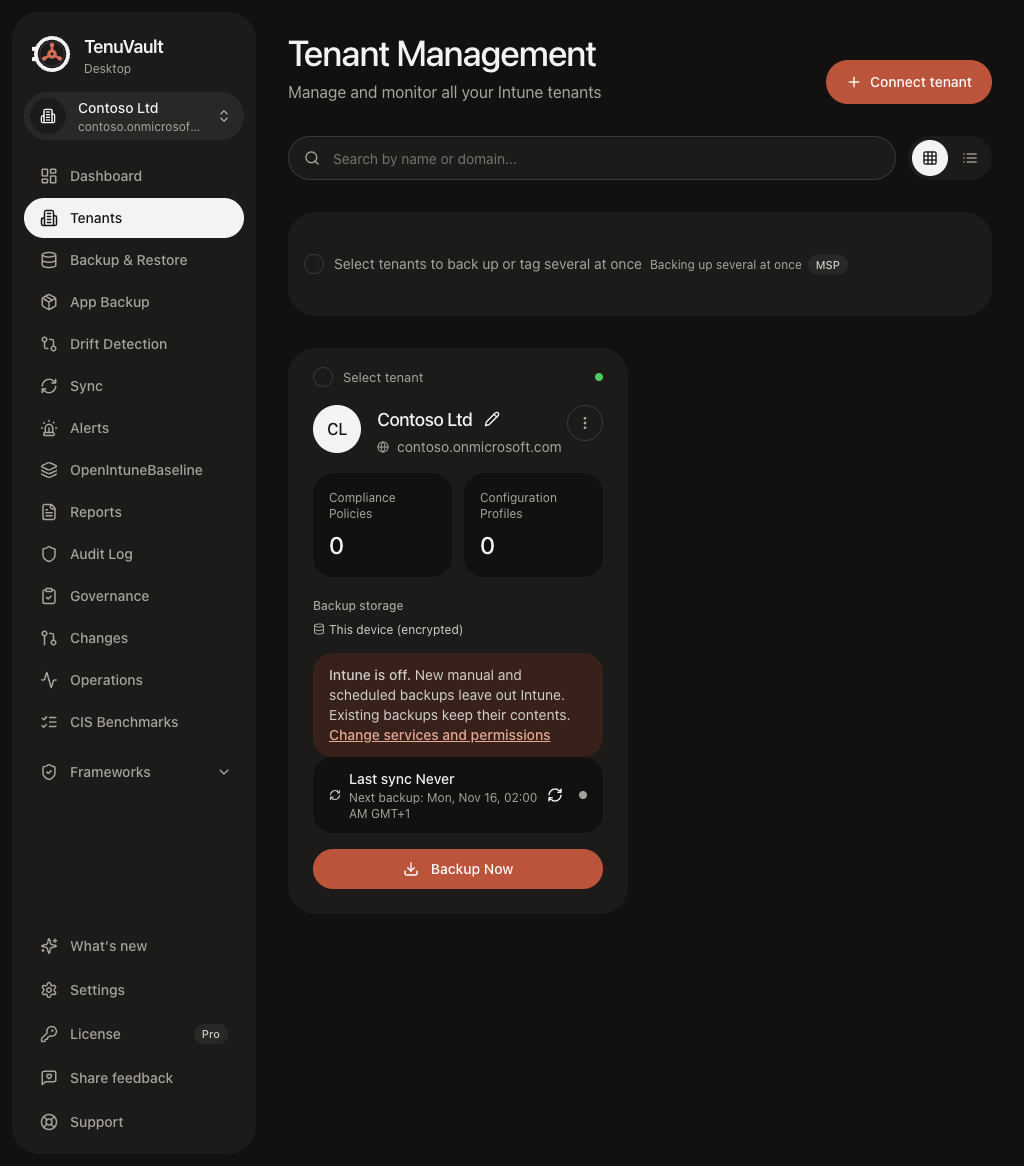 TenuVault
Desktop
Contoso Ltd
contoso.onmicrosof...
Dashboard
Tenants
Backup & Restore
App Backup
Drift Detection
Sync
Alerts
OpenIntuneBaseline
Reports
Audit Log
Governance
Changes
Operations
CIS Benchmarks
Frameworks
What's new
Settings
License
Pro
Share feedback
Support
Tenant Management
Manage and monitor all your Intune tenants
Connect tenant
Search by name or domain...
Select tenants to back up or tag several at once Backing up several at once MSP
Select tenant
CL
Contoso Ltd
contoso.onmicrosoft.com
Compliance
Policies
0
Configuration
Profiles
0
Backup storage
This device (encrypted)
Intune is off. New manual and
scheduled backups leave out Intune.
Existing backups keep their contents.
Change services and permissions
Last sync Never
Next backup: Mon, Nov 16, 02:00
AM GMT+1
Backup Now